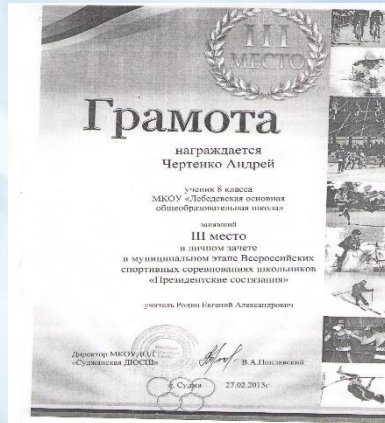 III
МЕСТО
Грамота
награждается
Чертенко Андрей
ученик 8 класса
МКОУ «Лебедевская основная
общеобразовательная школа»
занявший
III место
в личном зачете
в муниципальном этапе Всероссийских
спортивных соревнованиях школьников
«Президентские состязания»
учитель Родин Евгений Александрович
Директор МКОУДОД
«Суджанская ДЮСШ»
В.А.Поплавский
г. Суджа 27.02.2015г